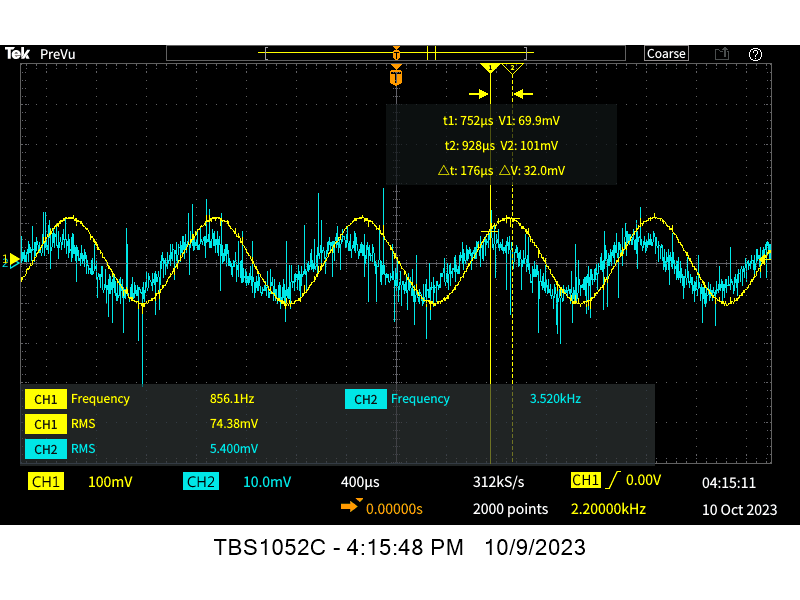 Tek PreVu Coarse
T
1 2
t1: 752µs V1: 69.9mV
t2: 928µs V2: 101mV
△t: 176µs △V: 32.0mV
1
2
CH1 Frequency 856.1Hz CH2 Frequency 3.520kHz
CH1 RMS 74.38mV
CH2 RMS 5.400mV
CH1 100mV CH2 10.0mV 400µs 312kS/s CH1 0.00V 04:15:11
0.00000s 2000 points 2.20000kHz 10 Oct 2023
TBS1052C - 4:15:48 PM 10/9/2023